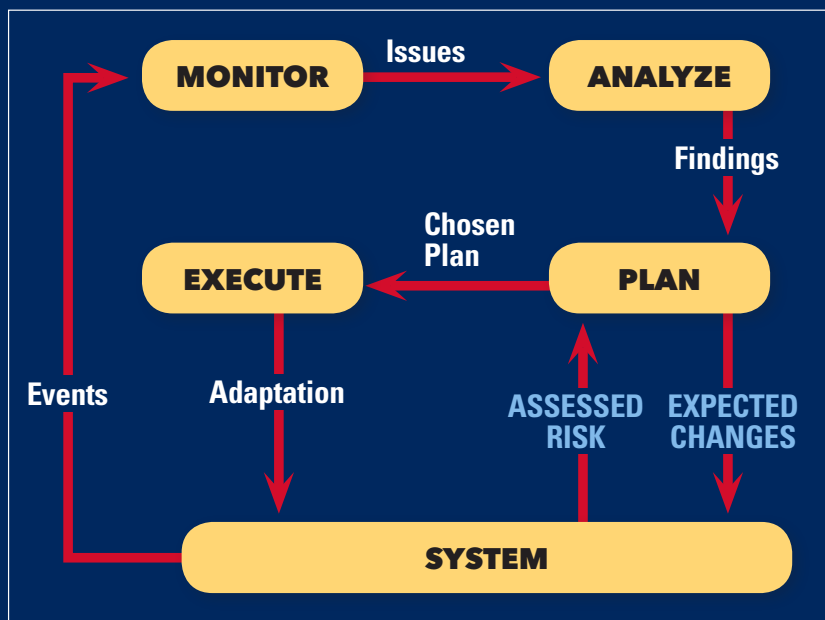 Issues
MONITOR
ANALYZE
Findings
Chosen
Plan
EXECUTE
PLAN
Events
Adaptation
ASSESSED
RISK
EXPECTED
CHANGES
SYSTEM